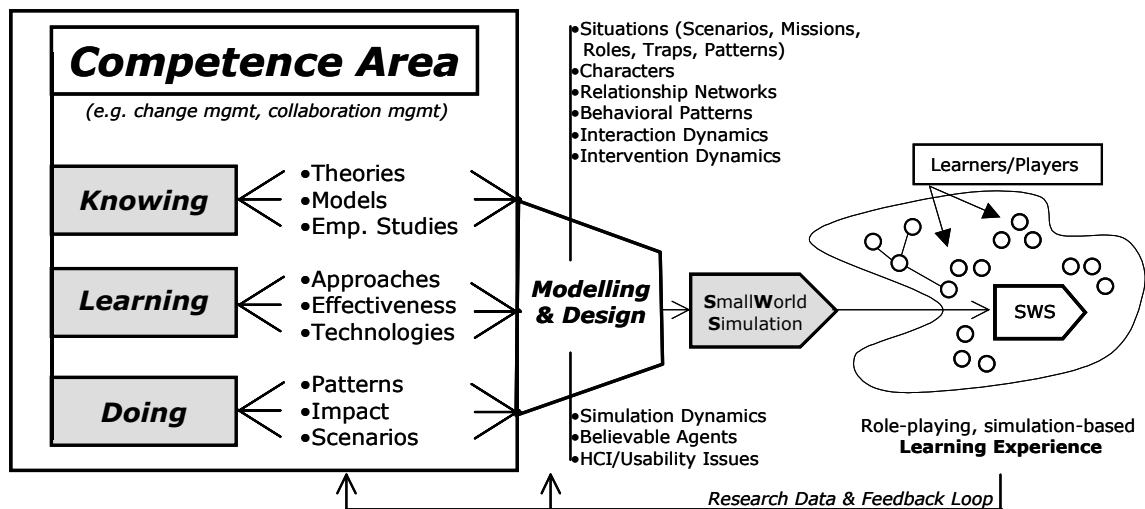 Competence Area
(e.g. change mgmt, collaboration mgmt)
Knowing
•Theories
•Models
•Emp. Studies
Learning
•Approaches
•Effectiveness
•Technologies
Doing
•Patterns
•Impact
•Scenarios
•Situations (Scenarios, Missions,
Roles, Traps, Patterns)
•Characters
•Relationship Networks
•Behavioral Patterns
•Interaction Dynamics
•Intervention Dynamics
Modelling
& Design
•Simulation Dynamics
•Believable Agents
•HCI/Usability Issues
SmallWorld
Simulation
Learners/Players
SWS
Role-playing, simulation-based
Learning Experience
Research Data & Feedback Loop